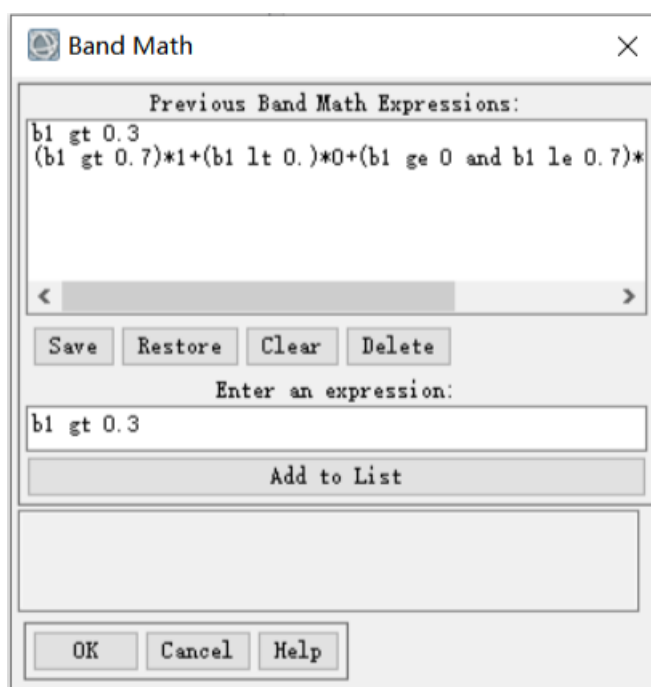 Band Math
Previous Band Math Expressions:
b1 gt 0.3
(b1 gt 0.7)*1+(b1 lt 0.)*0+(b1 ge 0 and b1 le 0.7)*
Save Restore Clear Delete
Enter an expression:
b1 gt 0.3
Add to List
OK Cancel Help